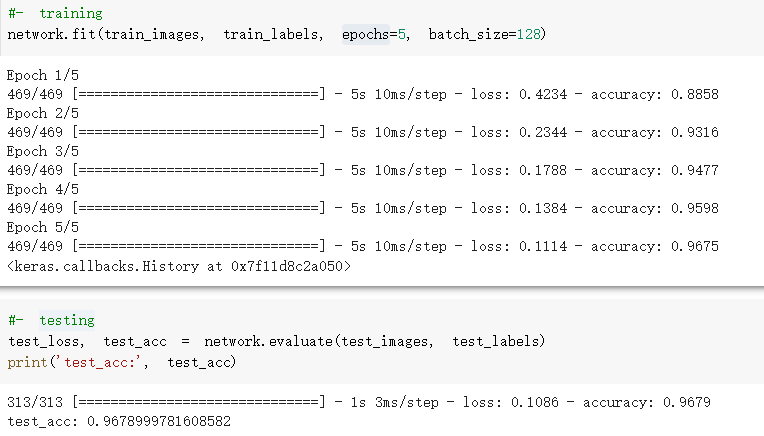 #- training
network.fit(train_images, train_labels, epochs=5, batch_size=128)
Epoch 1/5
469/469 [==============================] - 5s 10ms/step - loss: 0.4234 - accuracy: 0.8858
Epoch 2/5
469/469 [==============================] - 5s 10ms/step - loss: 0.2344 - accuracy: 0.9316
Epoch 3/5
469/469 [==============================] - 5s 10ms/step - loss: 0.1788 - accuracy: 0.9477
Epoch 4/5
469/469 [==============================] - 5s 10ms/step - loss: 0.1384 - accuracy: 0.9598
Epoch 5/5
469/469 [==============================] - 5s 10ms/step - loss: 0.1114 - accuracy: 0.9675
<keras.callbacks.History at 0x7f11d8c2a050>
#- testing
test_loss, test_acc = network.evaluate(test_images, test_labels)
print('test_acc:', test_acc)
313/313 [==============================] - 1s 3ms/step - loss: 0.1086 - accuracy: 0.9679
test_acc: 0.9678999781608582